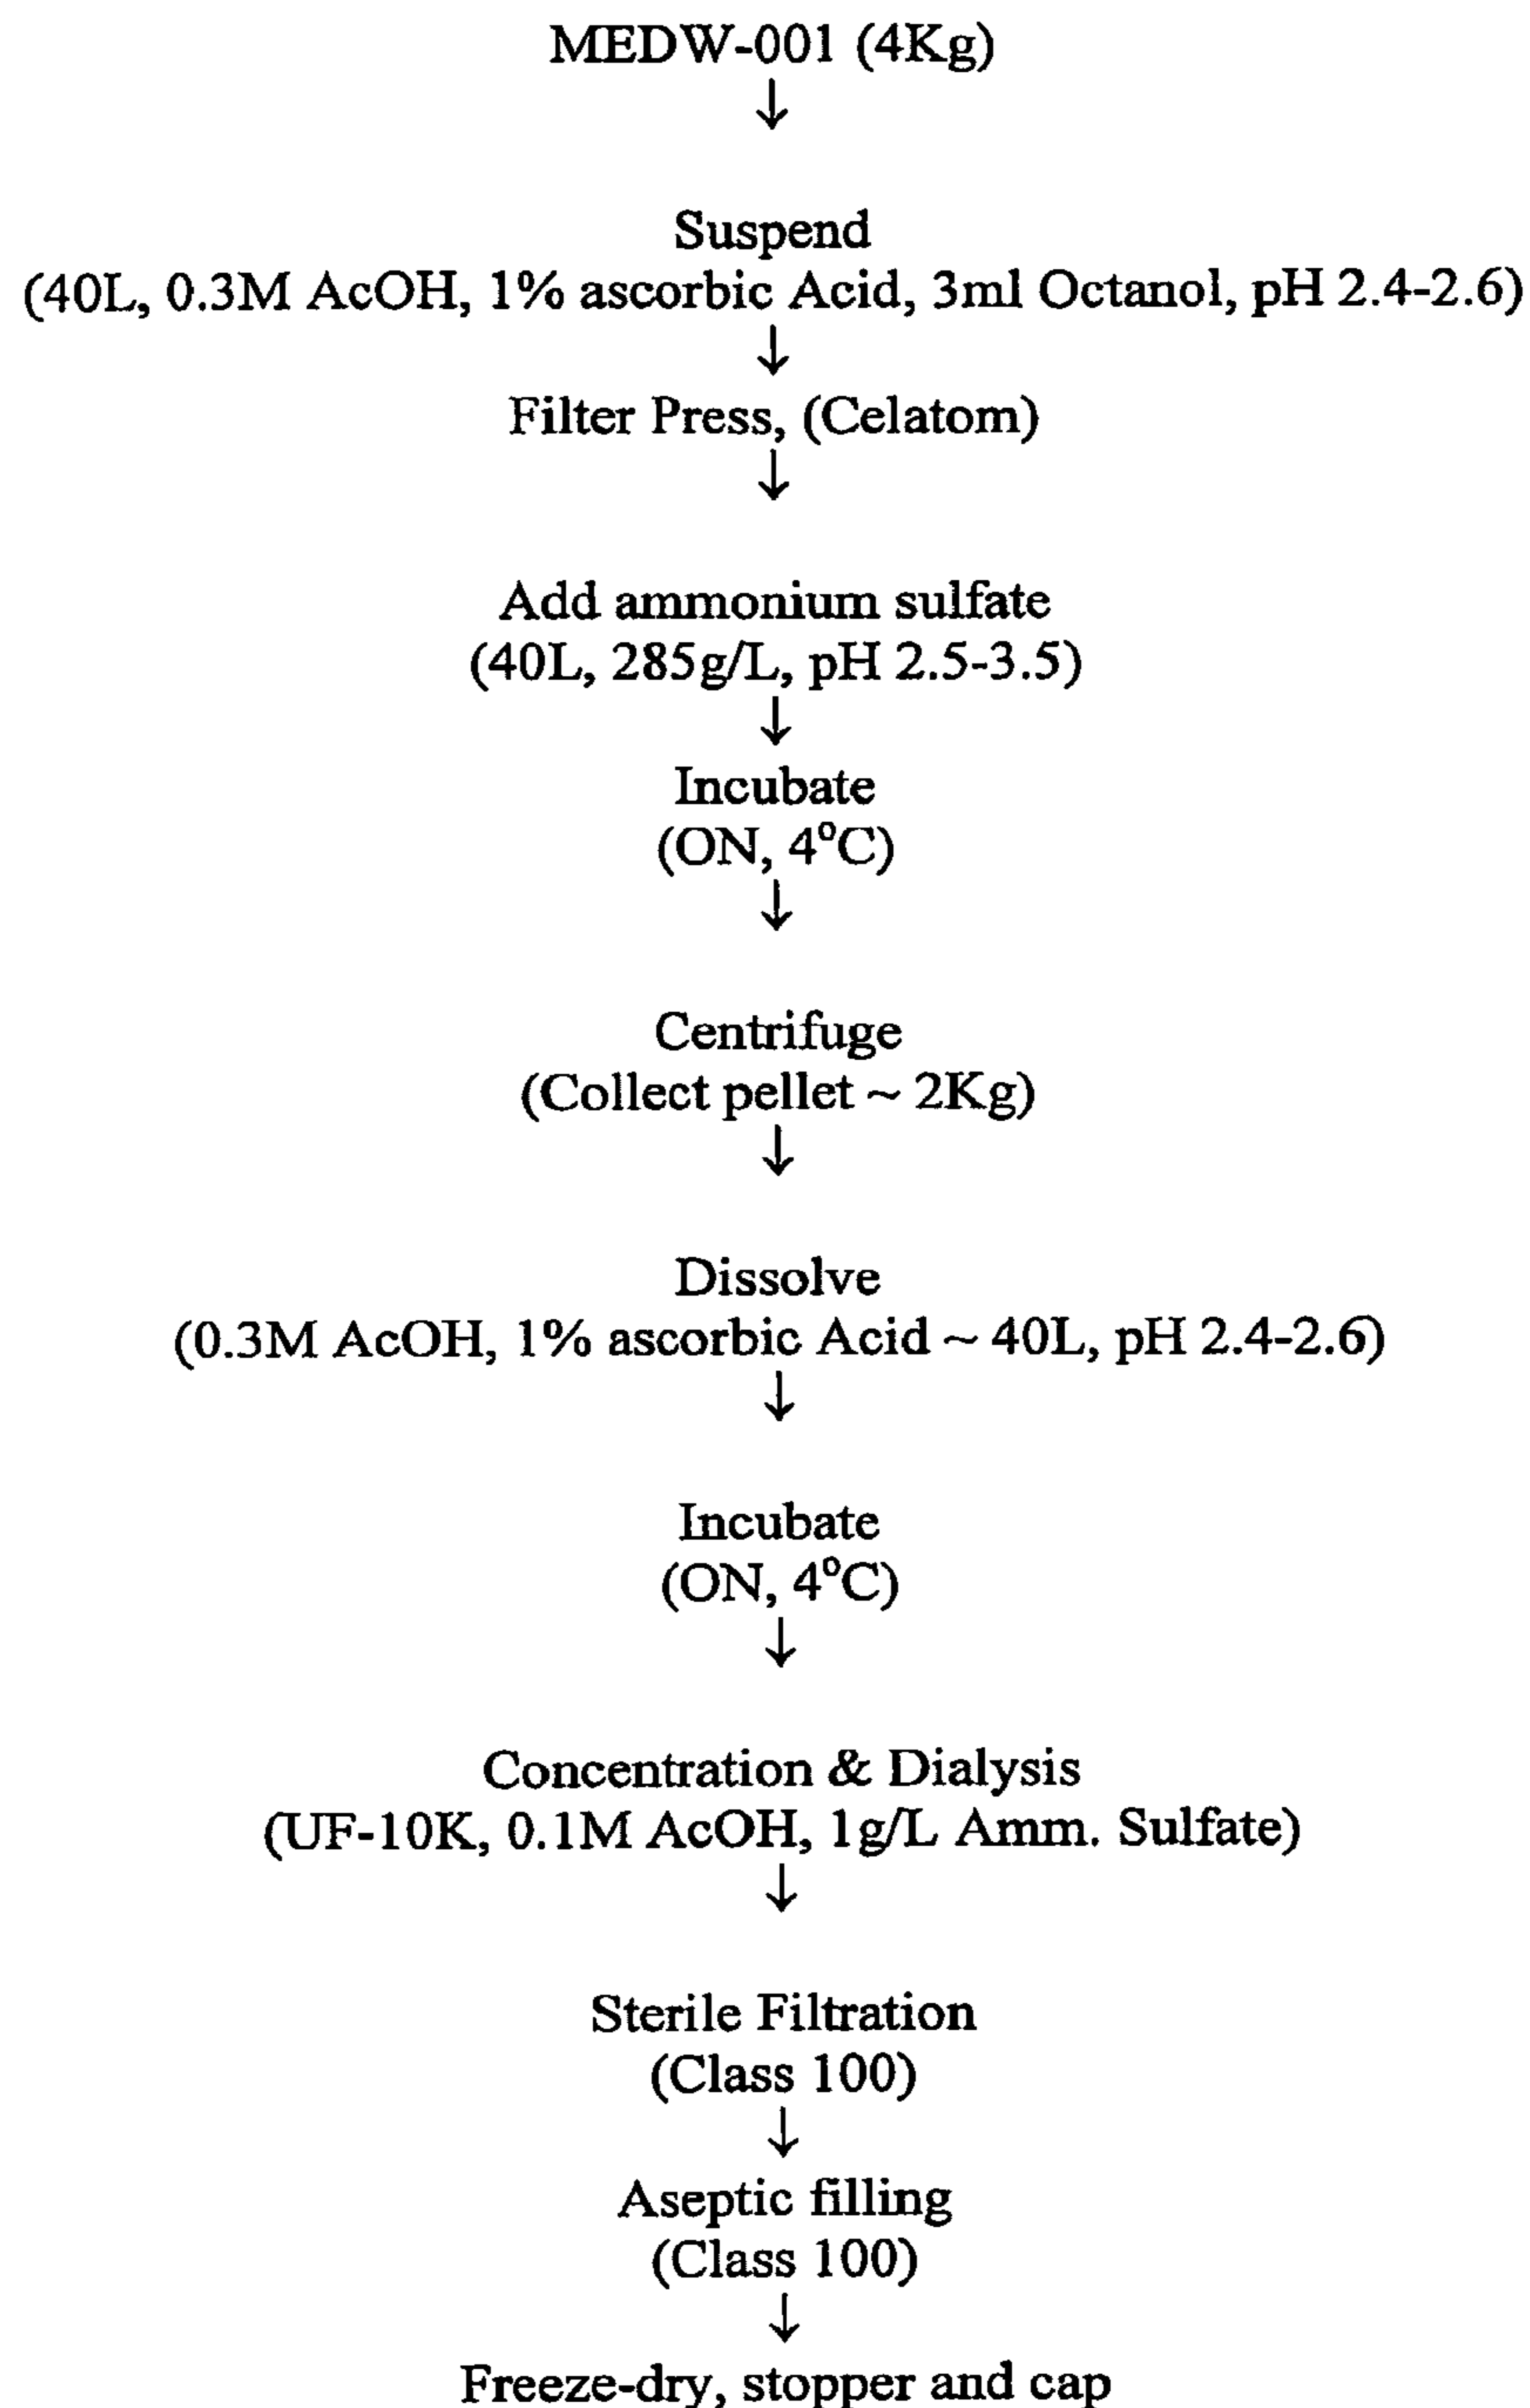 MEDW-001 (4Kg)
↓
Suspend
(40L, 0.3M AcOH, 1% ascorbic Acid, 3ml Octanol, pH 2.4-2.6)
↓
Filter Press, (Celatom)
↓
Add ammonium sulfate
(40L, 285g/L, pH 2.5-3.5)
↓
Incubate
(ON, 4°C)
↓
Centrifuge
(Collect pellet ~ 2Kg)
↓
Dissolve
(0.3M AcOH, 1% ascorbic Acid ~ 40L, pH 2.4-2.6)
↓
Incubate
(ON, 4°C)
↓
Concentration & Dialysis
(UF-10K, 0.1M AcOH, 1g/L Amm. Sulfate)
↓
Sterile Filtration
(Class 100)
↓
Aseptic filling
(Class 100)
↓
Freeze-dry, stopper and cap